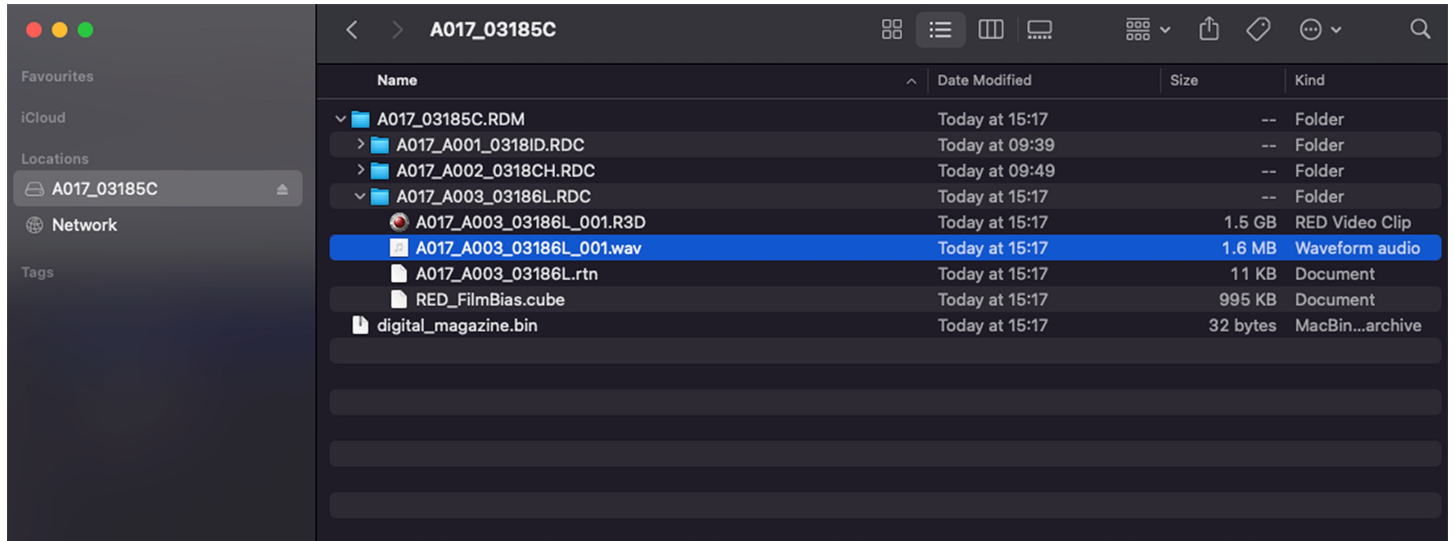 A017_03185C
Favourites
iCloud
Locations
A017_03185C
Network
Tags
Name Date Modified Size Kind
A017_03185C.RDM Today at 15:17 -- Folder
A017_A001_0318ID.RDC Today at 09:39 -- Folder
A017_A002_0318CH.RDC Today at 09:49 -- Folder
A017_A003_03186L.RDC Today at 15:17 -- Folder
A017_A003_03186L_001.R3D Today at 15:17 1.5 GB RED Video Clip
A017_A003_03186L_001.wav Today at 15:17 1.6 MB Waveform audio
A017_A003_03186L.rtn Today at 15:17 11 KB Document
RED_FilmBias.cube Today at 15:17 995 KB Document
digital_magazine.bin Today at 15:17 32 bytes MacBin...archive